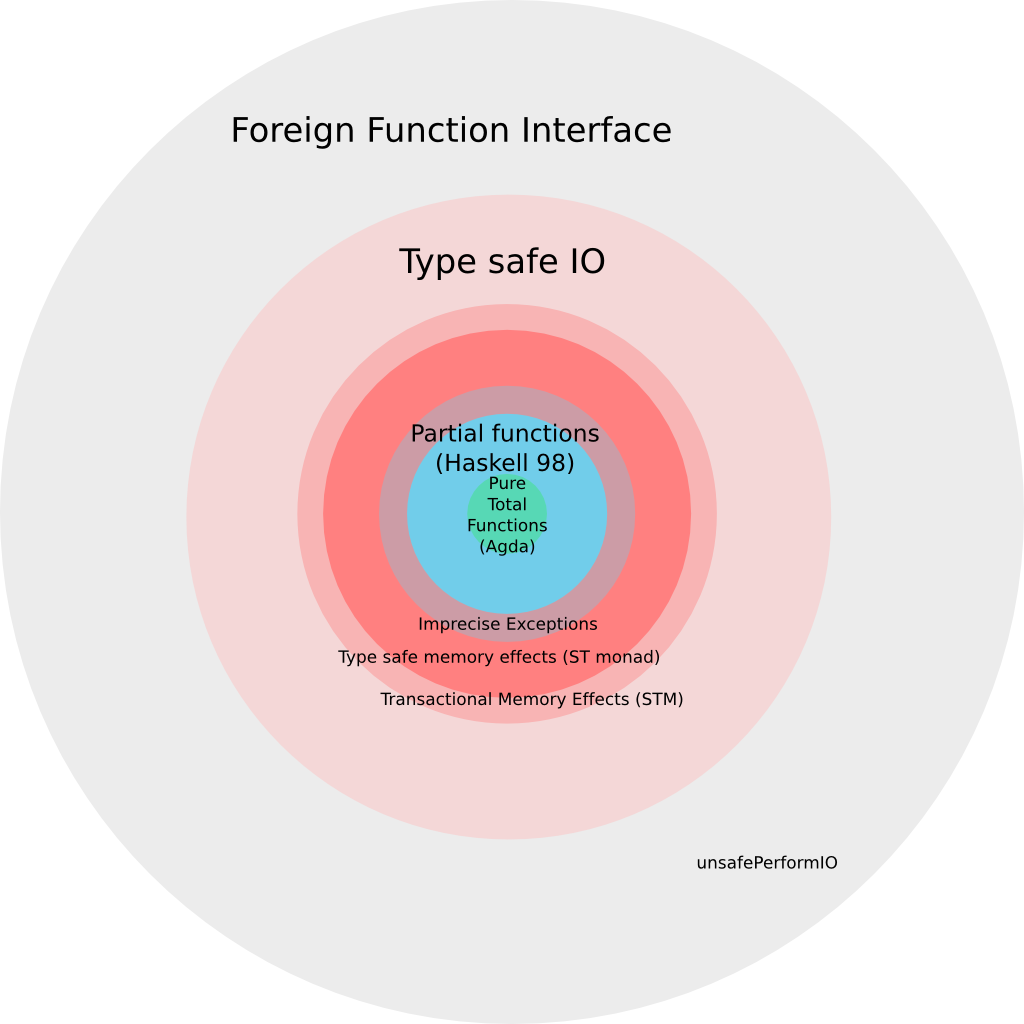 Foreign Function Interface
Type safe IO
Partial functions
(Haskell 98)
Pure
Total
Functions
(Agda)
Imprecise Exceptions
Type safe memory effects (ST monad)
Transactional Memory Effects (STM)
unsafePerformIO